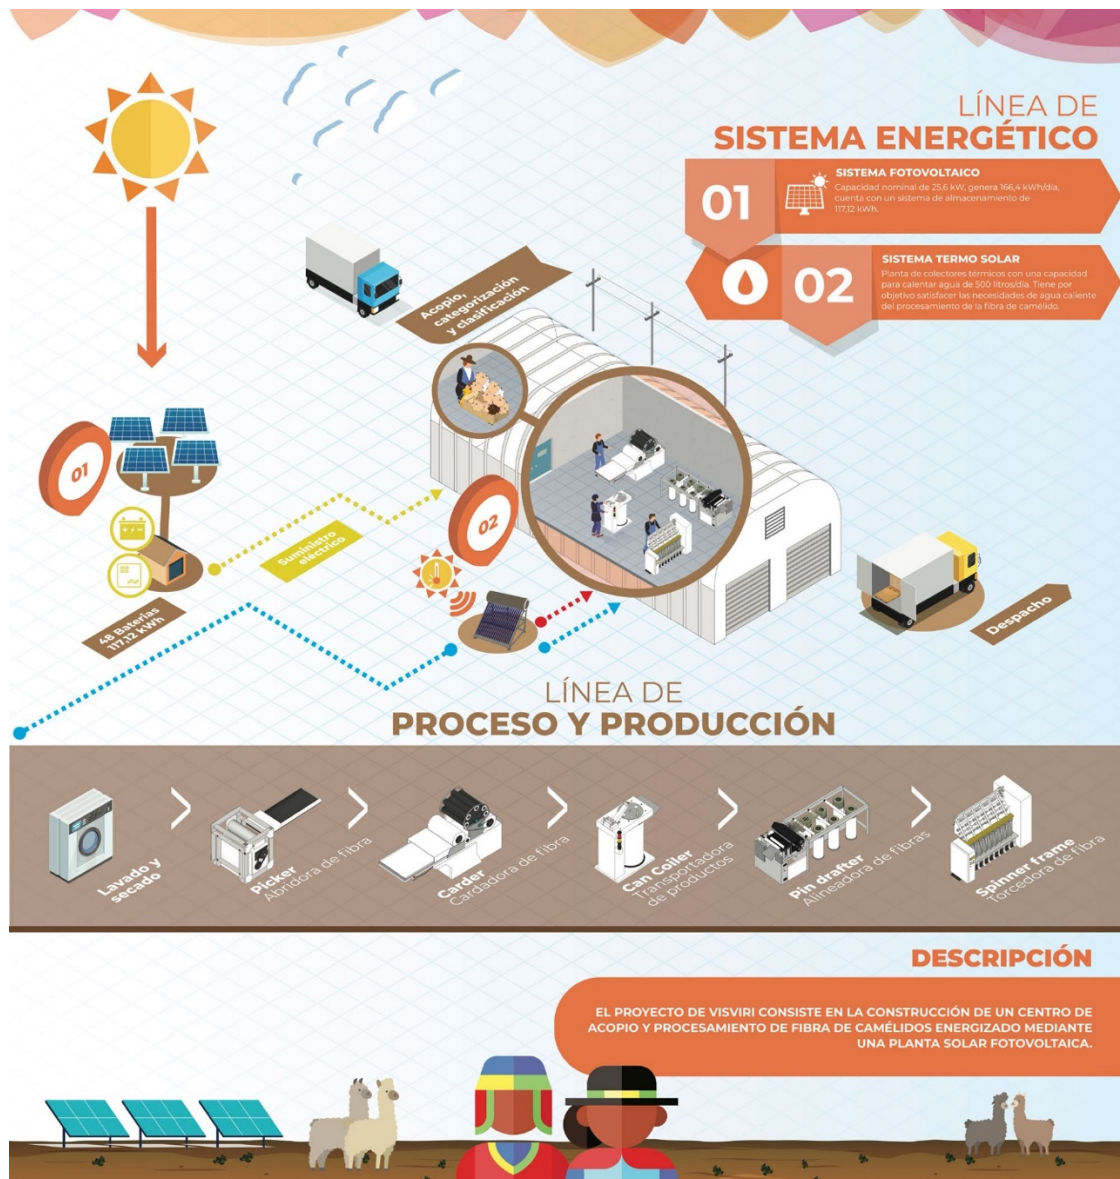 LÍNEA DE
SISTEMA ENERGÉTICO
01
SISTEMA FOTOVOLTAICO
Capacidad nominal de 25,6 kW, genera 166,4 kWh/día,
cuenta con un sistema de almacenamiento de
117,12 kWh.
02
SISTEMA TERMO SOLAR
Planta de colectores térmicos con una capacidad
para calentar agua de 500 litros/día. Tiene por
objetivo satisfacer las necesidades de agua caliente
del procesamiento de la fibra de camélido.
Acopio,
categorización
y clasificación
01
02
Suministro
eléctrico
48 Baterias
117,12 kWh
Despacho
LÍNEA DE
PROCESO Y PRODUCCIÓN
Lavado y
secado
Picker
Abridora de fibra
Carder
Cardadora de fibra
Can Coiler
Transportadora
de productos
Pin drafter
Alineadora de fibras
Spinner frame
Torcedora de fibra
DESCRIPCIÓN
EL PROYECTO DE VISVIRI CONSISTE EN LA CONSTRUCCIÓN DE UN CENTRO DE
ACOPIO Y PROCESAMIENTO DE FIBRA DE CAMÉLIDOS ENERGIZADO MEDIANTE
UNA PLANTA SOLAR FOTOVOLTAICA.